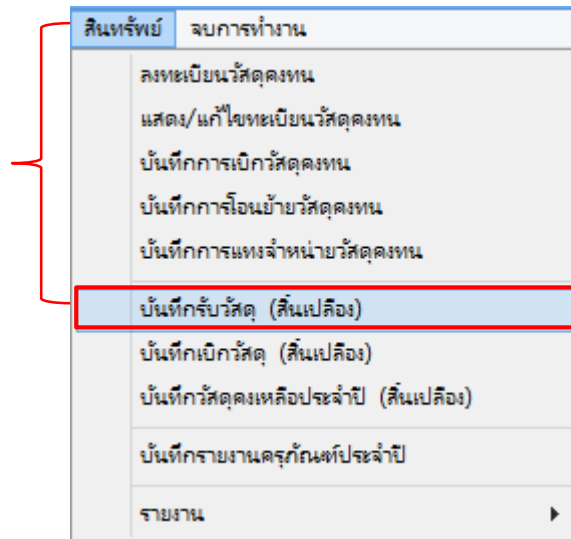 สินทรัพย์ จบการทำงาน
ลงทะเบียนวัสดุคงทน
แสดง/แก้ไขทะเบียนวัสดุคงทน
บันทึกการเบิกวัสดุคงทน
บันทึกการโอนย้ายวัสดุคงทน
บันทึกการแทงจำหน่ายวัสดุคงทน
บันทึกรับวัสดุ (สิ้นเปลือง)
บันทึกเบิกวัสดุ (สิ้นเปลือง)
บันทึกวัสดุคงเหลือประจำปี (สิ้นเปลือง)
บันทึกรายงานครุภัณฑ์ประจำปี
รายงาน